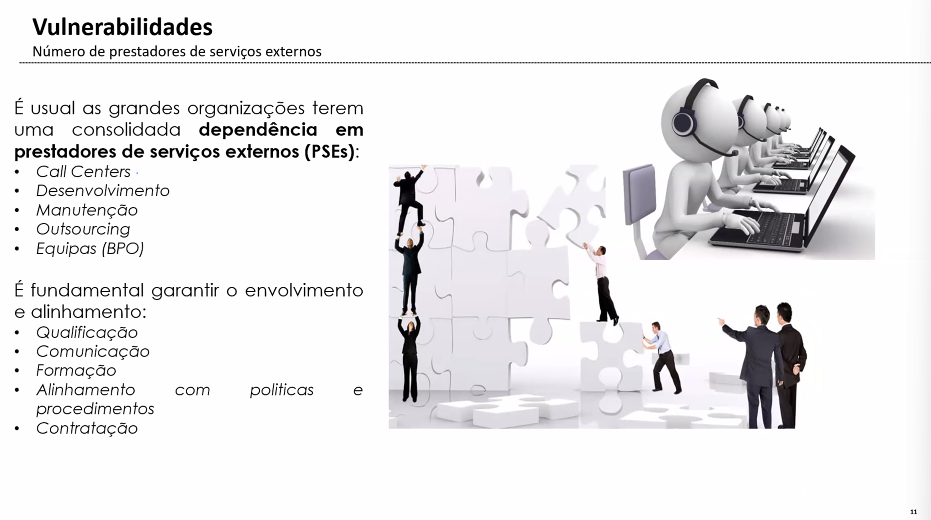 Vulnerabilidades
Número de prestadores de serviços externos
É usual as grandes organizações terem
uma consolidada dependência em
prestadores de serviços externos (PSEs):
• Call Centers
• Desenvolvimento
• Manutenção
• Outsourcing
• Equipas (BPO)
É fundamental garantir o envolvimento
e alinhamento:
• Qualificação
• Comunicação
• Formação
• Alinhamento com politicas e
procedimentos
• Contratação
11